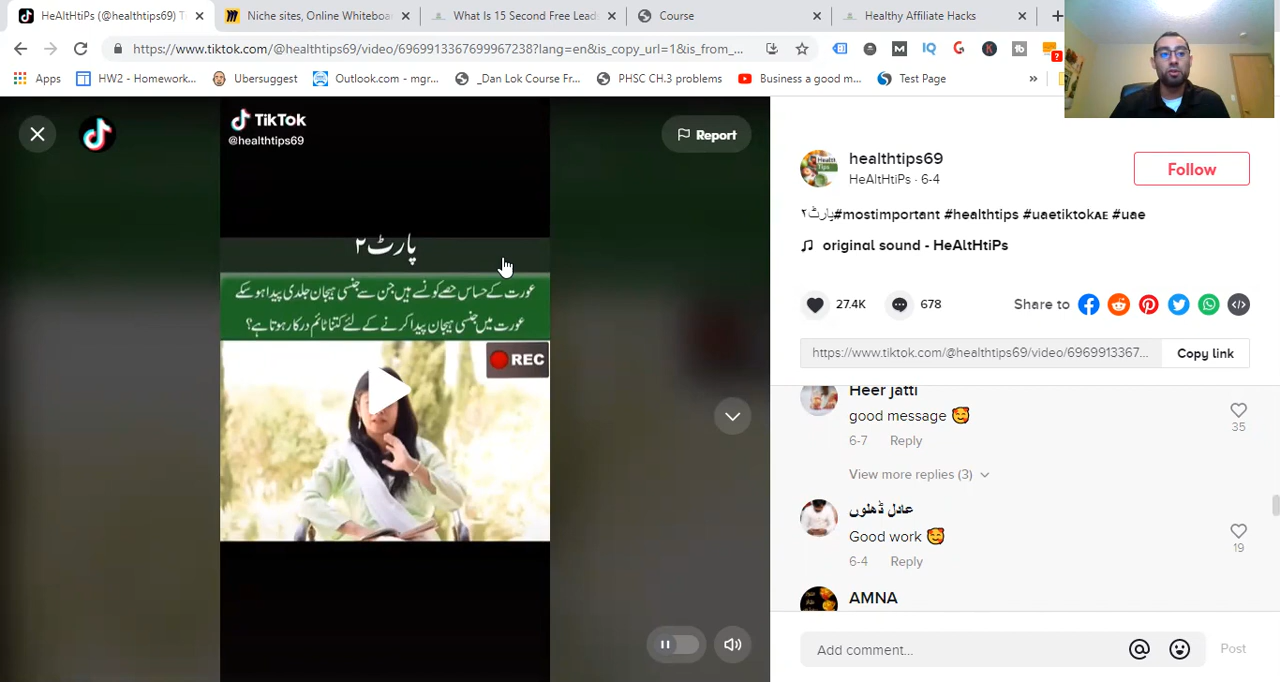 HeAltHtiPs (@healthtips69) T
Niche sites, Online Whiteboa
What Is 15 Second Free Lead
Course
Healthy Affiliate Hacks
https://www.tiktok.com/@healthtips69/video/6969913367699967238?lang=en&is_copy_url=1&is_from_...
Apps
HW2 - Homework...
Ubersuggest
Outlook.com - mgr...
_Dan Lok Course Fr...
PHSC CH.3 problems
Business a good m...
Test Page
TikTok
@healthtips69
Report
پارٹ ۲
عورت کے حساس حصے کونسے ہیں جن سے جنسی ہیجان جلدی پیدا ہو سکے
عورت میں جنسی ہیجان پیدا کرنے کے لئے کتنا ٹائم درکار ہوتا ہے؟
REC
healthtips69
HeAltHtiPs · 6-4
Follow
پارٹ۲#mostimportant #healthtips #uaetiktokᴀᴇ #uae
original sound - HeAltHtiPs
27.4K
678
Share to
https://www.tiktok.com/@healthtips69/video/6969913367...
Copy link
Heer jatti
good message 🥰
35
6-7 Reply
View more replies (3)
عادل ڈھلوں
Good work 🥰
19
6-4 Reply
AMNA
Add comment...
Post